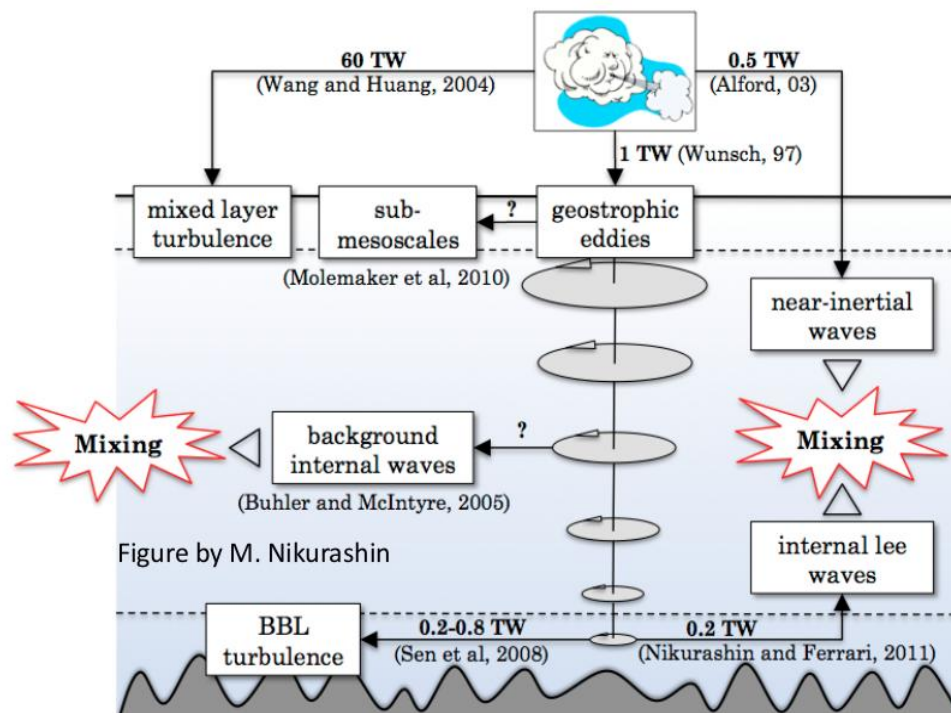 60 TW
(Wang and Huang, 2004)
0.5 TW
(Alford, 03)
1 TW (Wunsch, 97)
mixed layer
turbulence
sub-
mesoscales
?
geostrophic
eddies
(Molemaker et al, 2010)
near-inertial
waves
Mixing
background
internal waves
?
(Buhler and McIntyre, 2005)
Mixing
internal lee
waves
Figure by M. Nikurashin
BBL
turbulence
0.2-0.8 TW
(Sen et al, 2008)
0.2 TW
(Nikurashin and Ferrari, 2011)